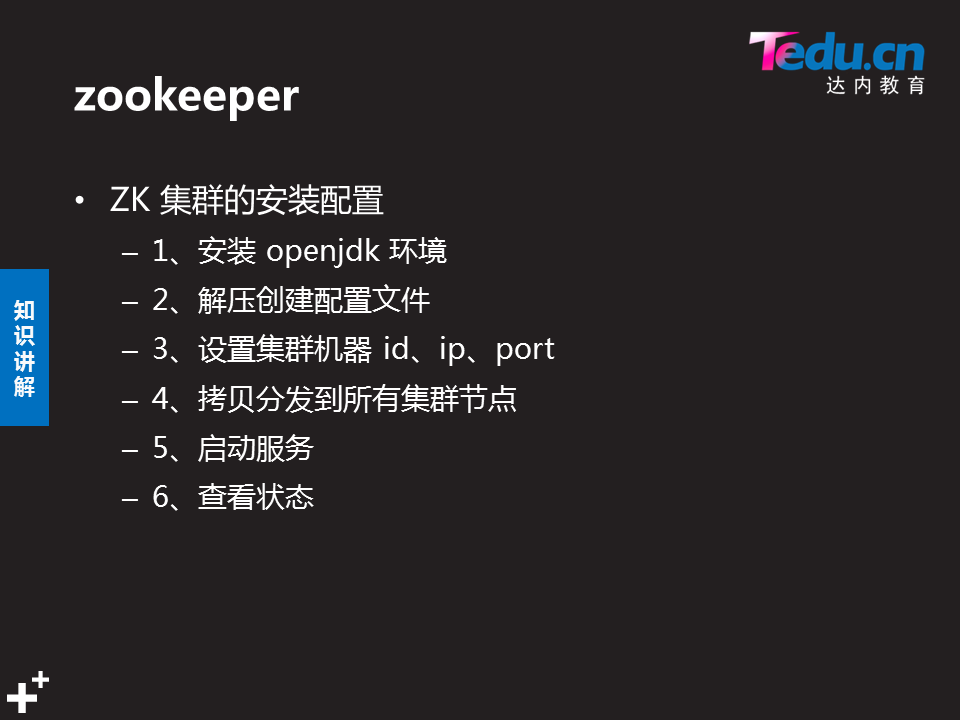 Tedu.cn
达内教育
zookeeper
• ZK 集群的安装配置
– 1、安装 openjdk 环境
– 2、解压创建配置文件
– 3、设置集群机器 id、ip、port
– 4、拷贝分发到所有集群节点
– 5、启动服务
– 6、查看状态
知
识
讲
解